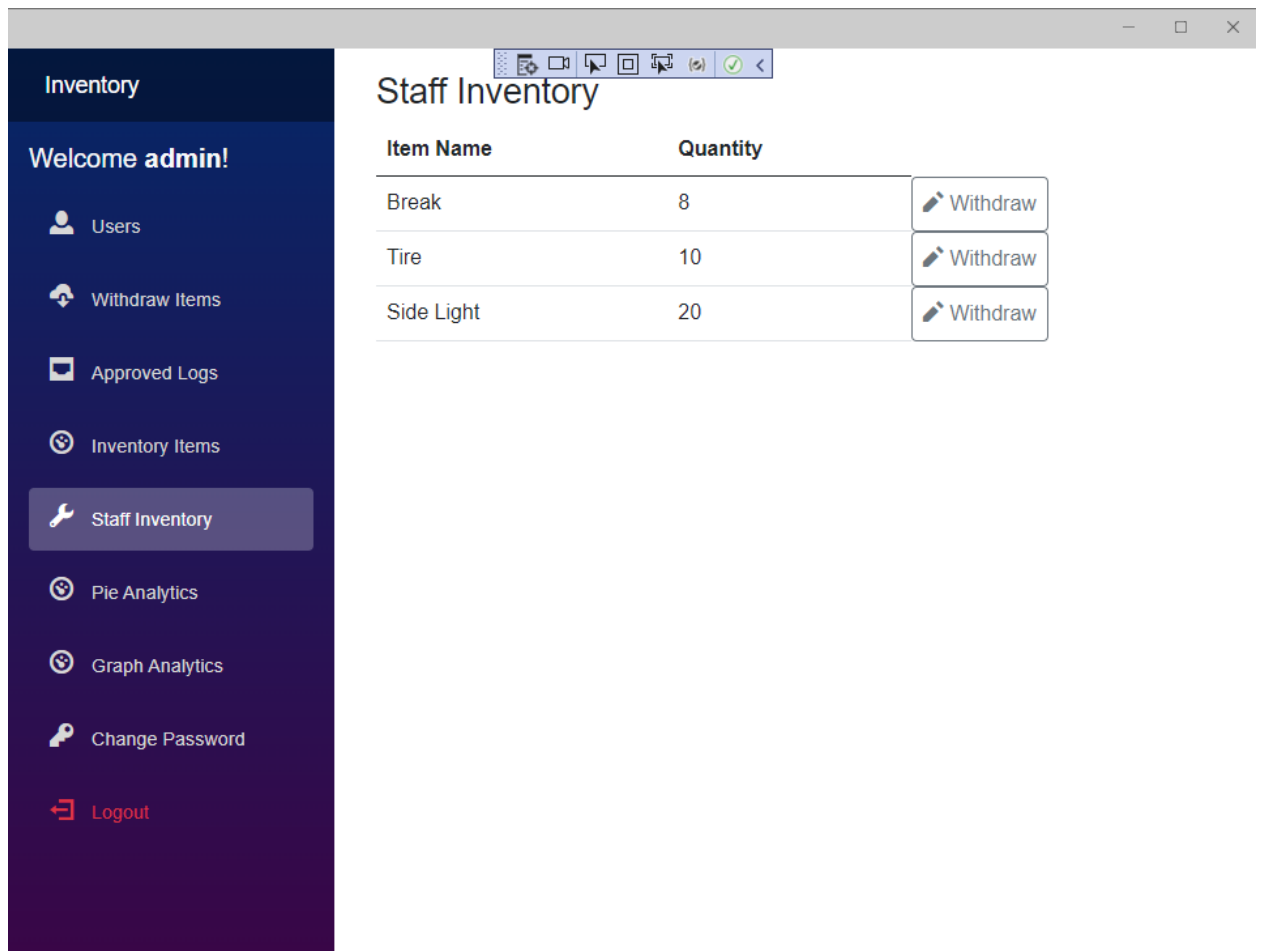 Inventory
Welcome admin!
Users
Withdraw Items
Approved Logs
Inventory Items
Staff Inventory
Pie Analytics
Graph Analytics
Change Password
Logout
Staff Inventory
Item Name Quantity
Break 8 Withdraw
Tire 10 Withdraw
Side Light 20 Withdraw